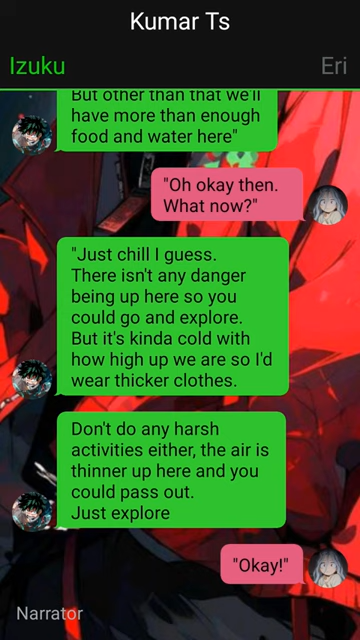 Kumar Ts
Izuku
Eri
But other than that we'll
have more than enough
food and water here"
"Oh okay then.
What now?"
"Just chill I guess.
There isn't any danger
being up here so you
could go and explore.
But it's kinda cold with
how high up we are so I'd
wear thicker clothes.
Don't do any harsh
activities either, the air is
thinner up here and you
could pass out.
Just explore
"Okay!"
Narrator